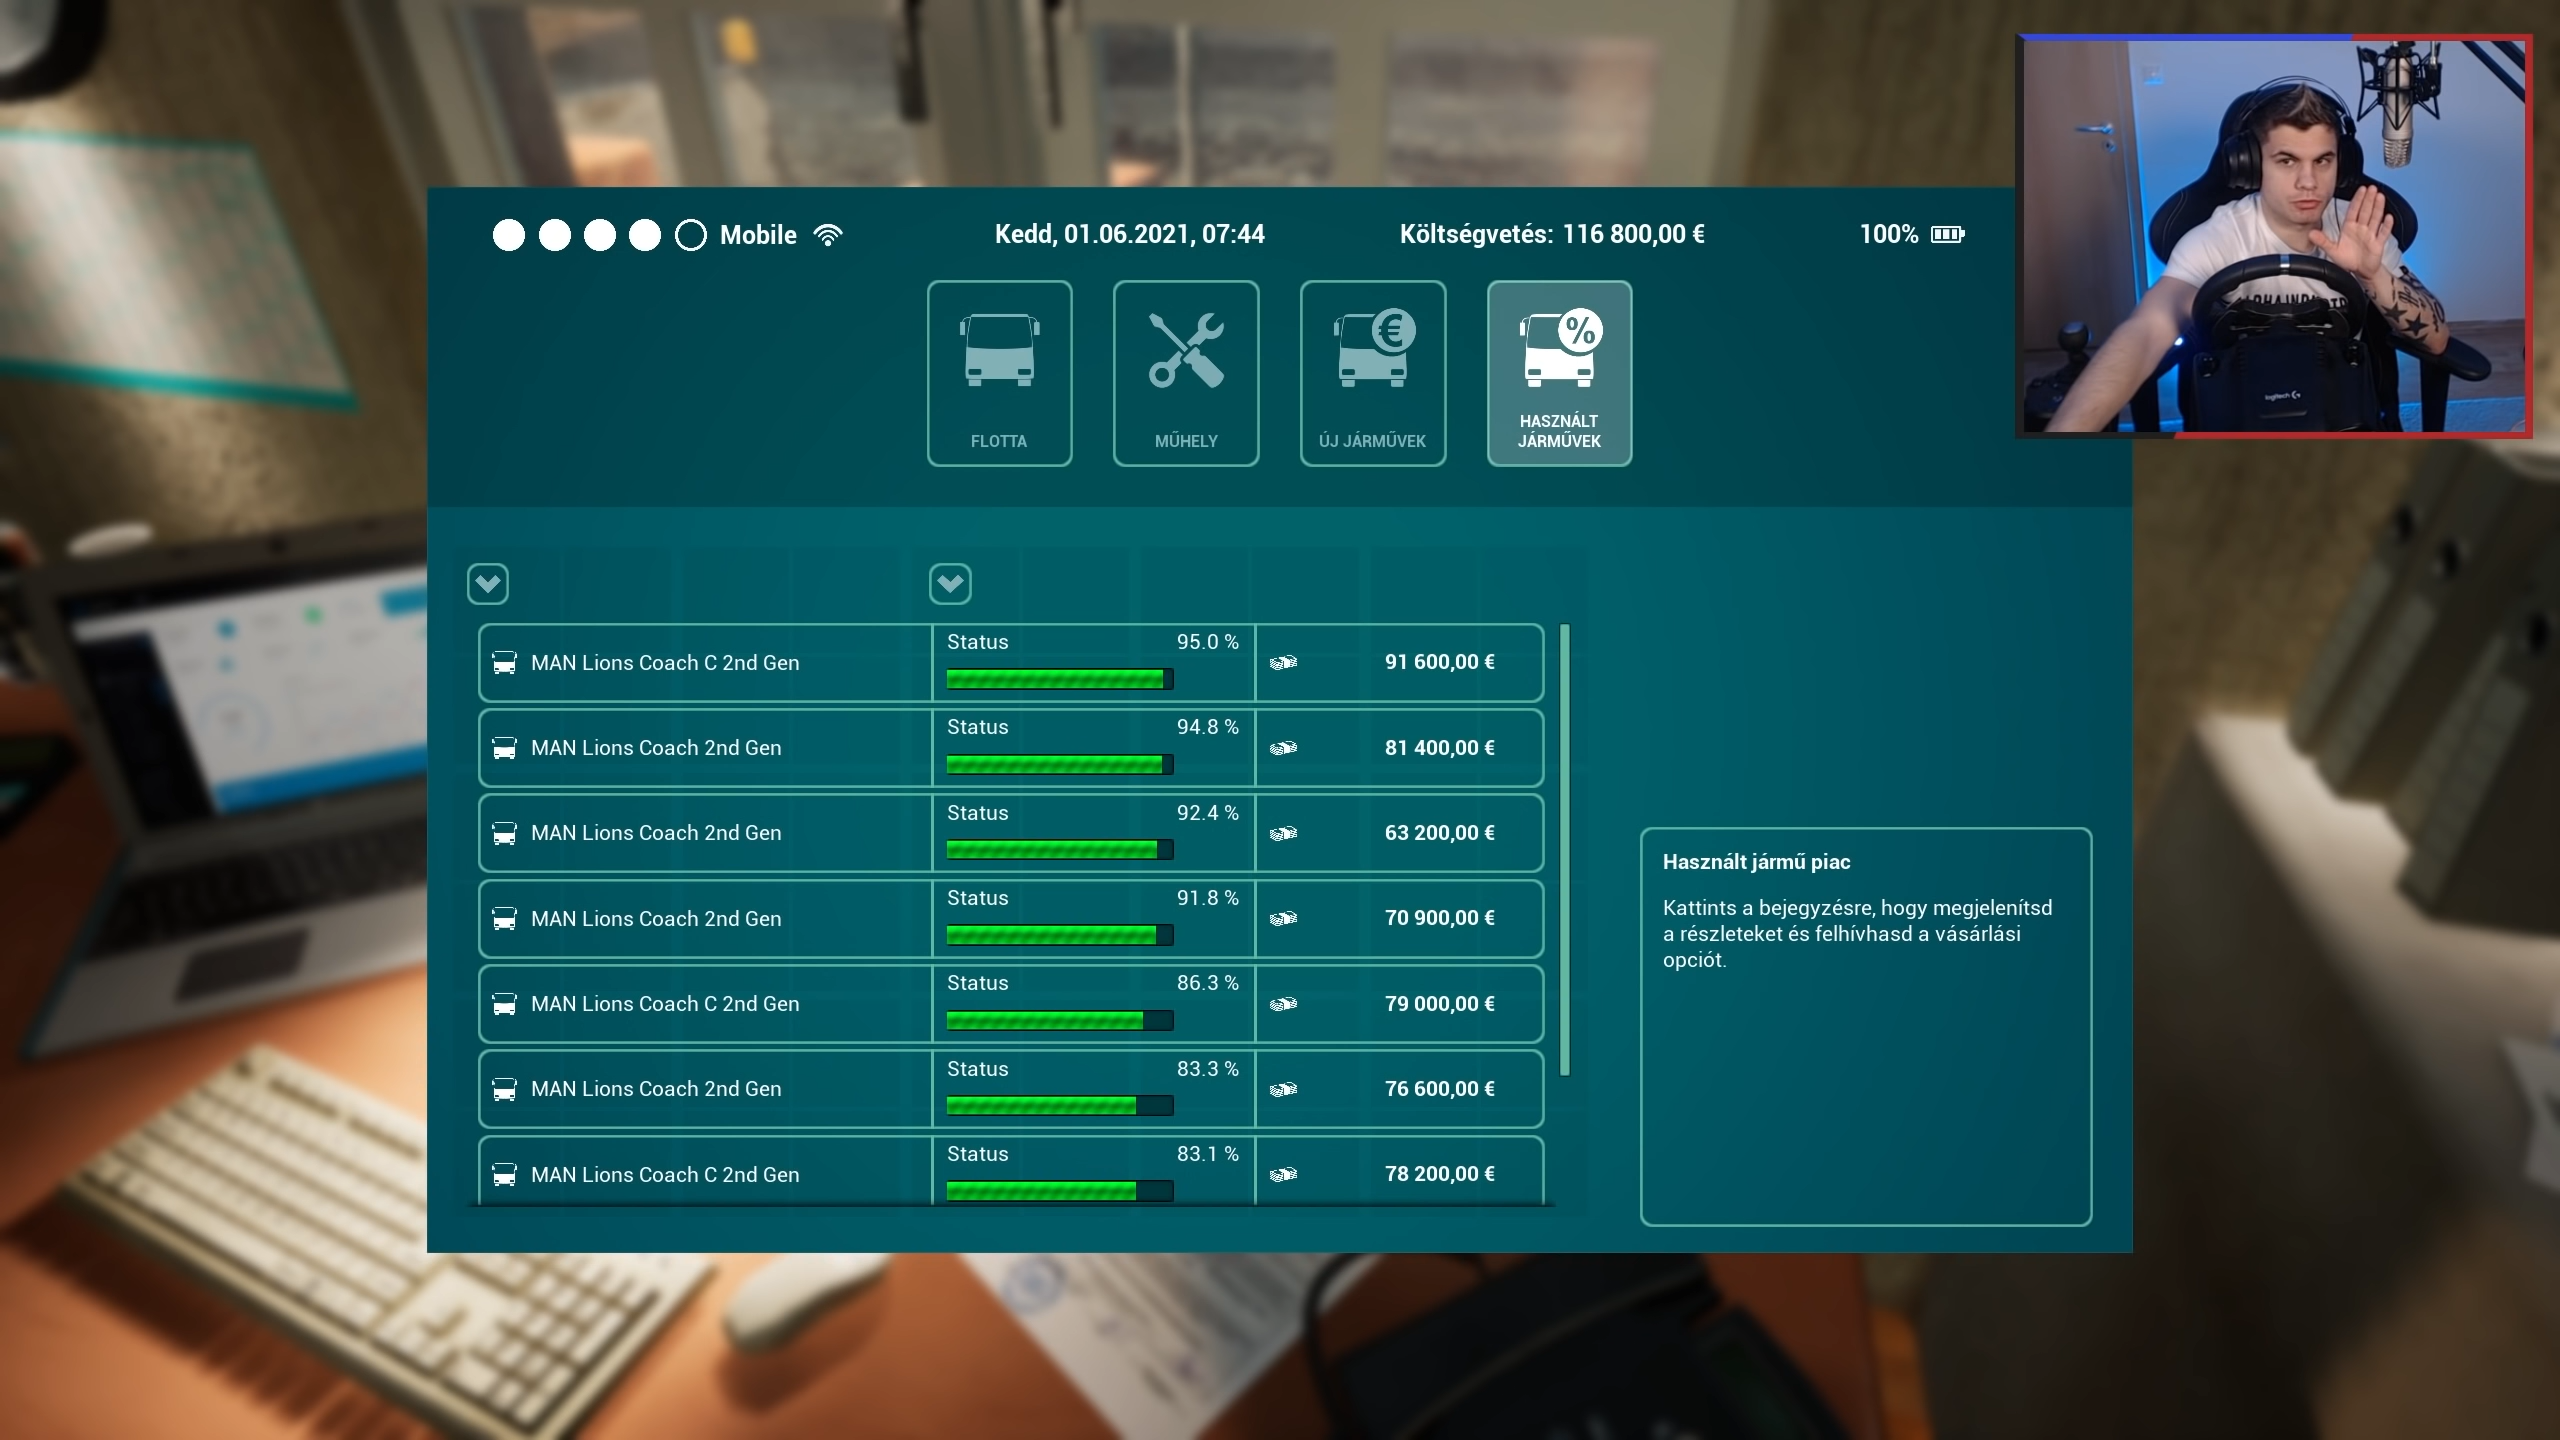 Mobile
Kedd, 01.06.2021, 07:44
Költségvetés: 116 800,00 €
100%
FLOTTA
MŰHELY
€
ÚJ JÁRMŰVEK
%
HASZNÁLT
JÁRMŰVEK
MAN Lions Coach C 2nd Gen
Status 95.0 %
91 600,00 €
MAN Lions Coach 2nd Gen
Status 94.8 %
81 400,00 €
MAN Lions Coach 2nd Gen
Status 92.4 %
63 200,00 €
MAN Lions Coach 2nd Gen
Status 91.8 %
70 900,00 €
MAN Lions Coach C 2nd Gen
Status 86.3 %
79 000,00 €
MAN Lions Coach 2nd Gen
Status 83.3 %
76 600,00 €
MAN Lions Coach C 2nd Gen
Status 83.1 %
78 200,00 €
Használt jármű piac
Kattints a bejegyzésre, hogy megjelenítsd
a részleteket és felhívhasd a vásárlási
opciót.
logitech G